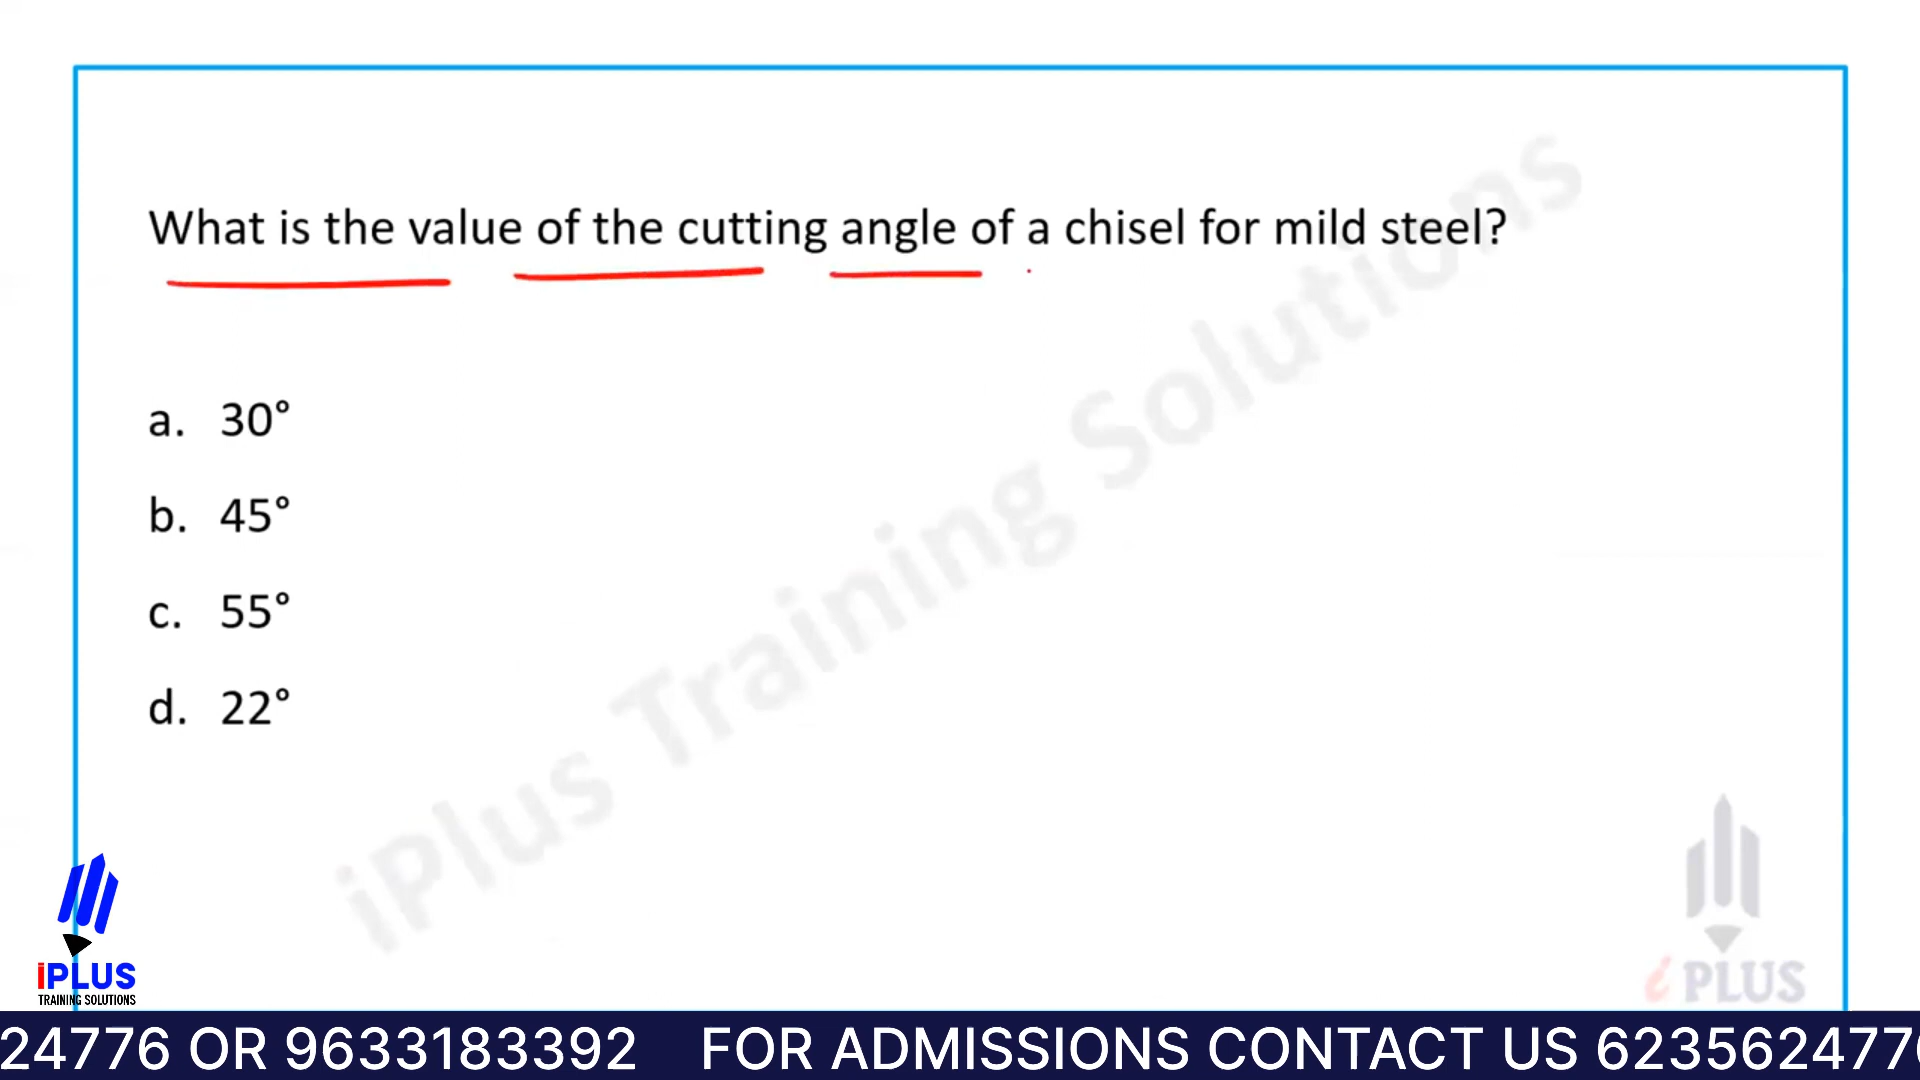 What is the value of the cutting angle of a chisel for mild steel?
a. 30°
b. 45°
c. 55°
d. 22°
iPlus Training Solutions
iPLUS
TRAINING SOLUTIONS
i PLUS
24776 OR 9633183392 FOR ADMISSIONS CONTACT US 623562477